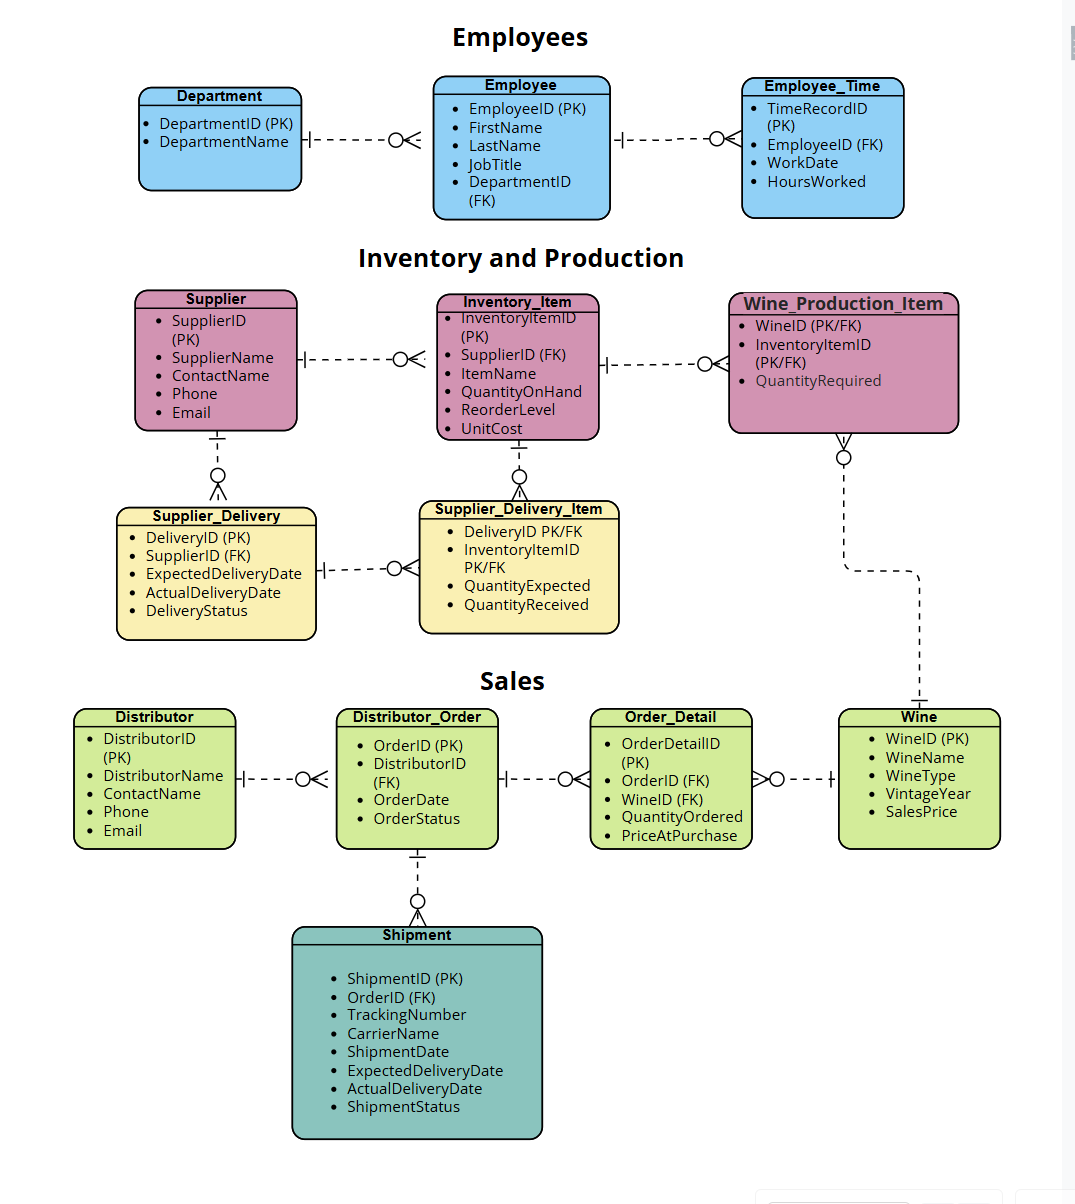 Employees
Department
DepartmentID (PK)
DepartmentName
Employee
EmployeeID (PK)
FirstName
LastName
JobTitle
DepartmentID
(FK)
Employee_Time
TimeRecordID
(PK)
EmployeeID (FK)
WorkDate
HoursWorked
Inventory and Production
Supplier
SupplierID
(PK)
SupplierName
ContactName
Phone
Email
Inventory_Item
InventoryItemID
(PK)
SupplierID (FK)
ItemName
QuantityOnHand
ReorderLevel
UnitCost
Wine_Production_Item
WineID (PK/FK)
InventoryItemID
(PK/FK)
QuantityRequired
Supplier_Delivery
DeliveryID (PK)
SupplierID (FK)
ExpectedDeliveryDate
ActualDeliveryDate
DeliveryStatus
Supplier_Delivery_Item
DeliveryID PK/FK
InventoryItemID
PK/FK
QuantityExpected
QuantityReceived
Sales
Distributor
DistributorID
(PK)
DistributorName
ContactName
Phone
Email
Distributor_Order
OrderID (PK)
DistributorID
(FK)
OrderDate
OrderStatus
Order_Detail
OrderDetailID
(PK)
OrderID (FK)
WineID (FK)
QuantityOrdered
PriceAtPurchase
Wine
WineID (PK)
WineName
WineType
VintageYear
SalesPrice
Shipment
ShipmentID (PK)
OrderID (FK)
TrackingNumber
CarrierName
ShipmentDate
ExpectedDeliveryDate
ActualDeliveryDate
ShipmentStatus